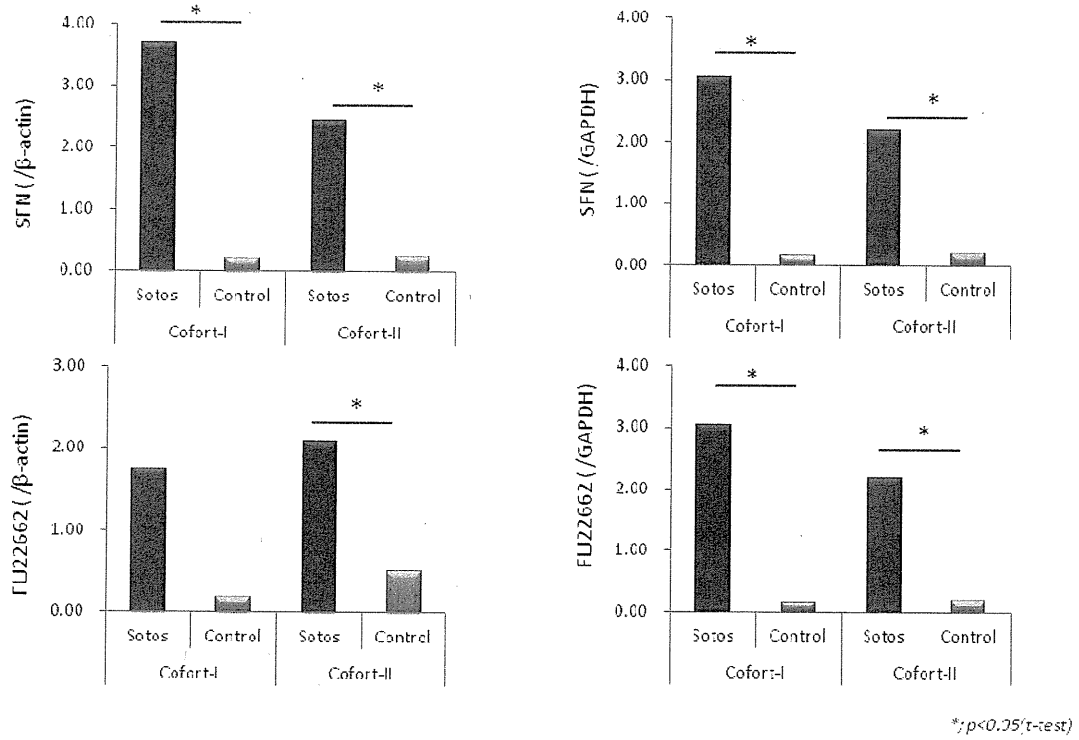 SFN ( /β-actin)
4.00
3.00
2.00
1.00
0.00
*
*
Sotos Control Sotos Control
Cofort-I Cofort-II
SFN ( /GAPDH)
4.00
3.00
2.00
1.00
0.00
*
*
Sotos Control Sotos Control
Cofort-I Cofort-II
FLJ22662 ( /β-actin)
3.00
2.00
1.00
0.00
*
Sotos Control Sotos Control
Cofort-I Cofort-II
FLJ22662 ( /GAPDH)
4.00
3.00
2.00
1.00
0.00
*
*
Sotos Control Sotos Control
Cofort-I Cofort-II
*; p<0.05(t-test)